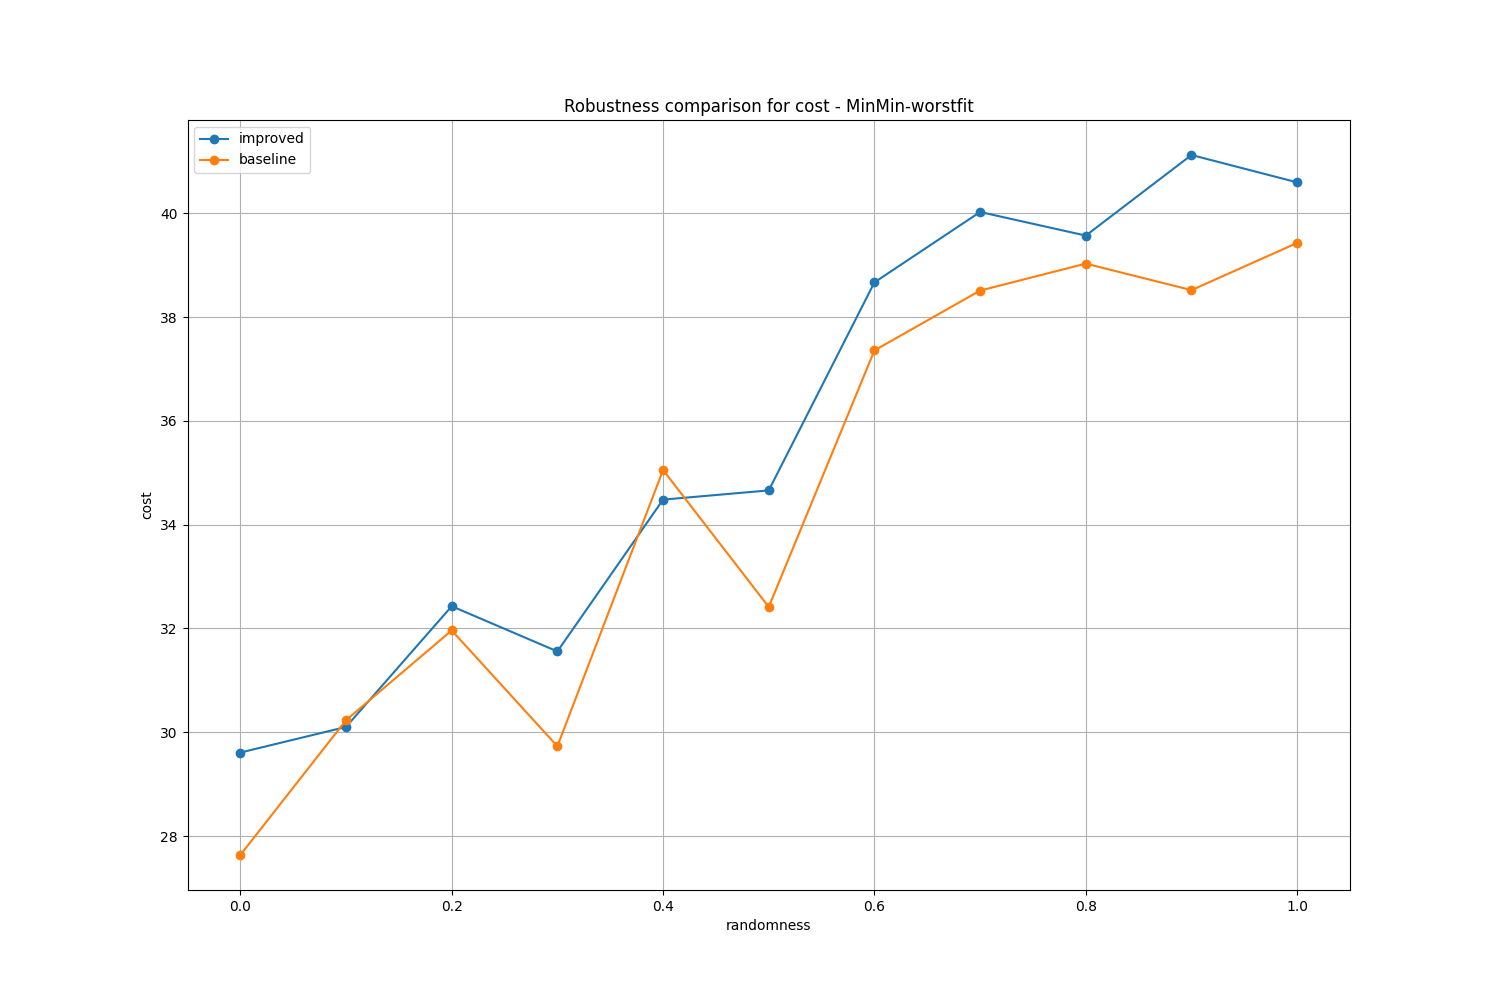 Robustness comparison for cost - MinMin-worstfit
improved
baseline
40
38
36
34
32
30
28
cost
0.0 0.2 0.4 0.6 0.8 1.0
randomness